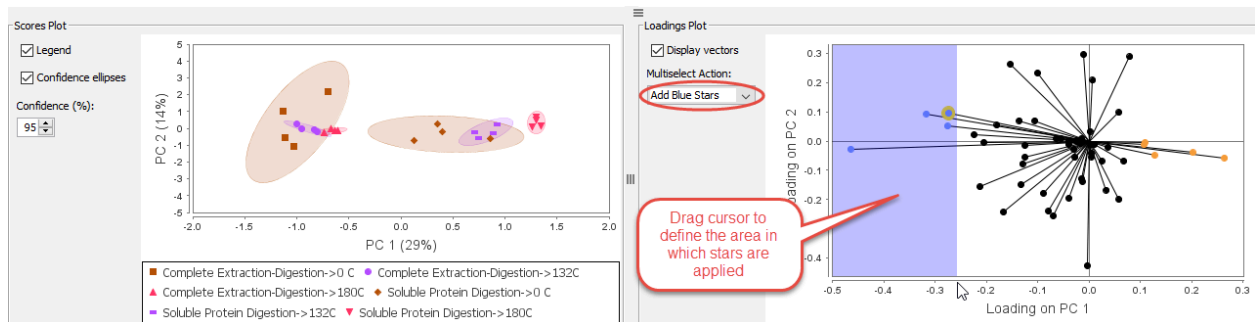 Scores Plot
Legend
Confidence ellipses
Confidence (%):
95
5
4
3
2
1
0
-1
-2
-3
-4
-5
PC 2 (14%)
-2.0
-1.5
-1.0
-0.5
0.0
0.5
1.0
1.5
2.0
PC 1 (29%)
Complete Extraction-Digestion->0 C
Complete Extraction-Digestion->132C
Complete Extraction-Digestion->180C
Soluble Protein Digestion->0 C
Soluble Protein Digestion->132C
Soluble Protein Digestion->180C
Loadings Plot
Display vectors
Multiselect Action:
Add Blue Stars
Drag cursor to
define the area in
which stars are
applied
0.3
0.2
0.1
0.0
-0.1
-0.2
-0.4
oading on PC 2
-0.5
-0.4
-0.3
-0.2
-0.1
0.0
0.1
0.2
0.3
Loading on PC 1